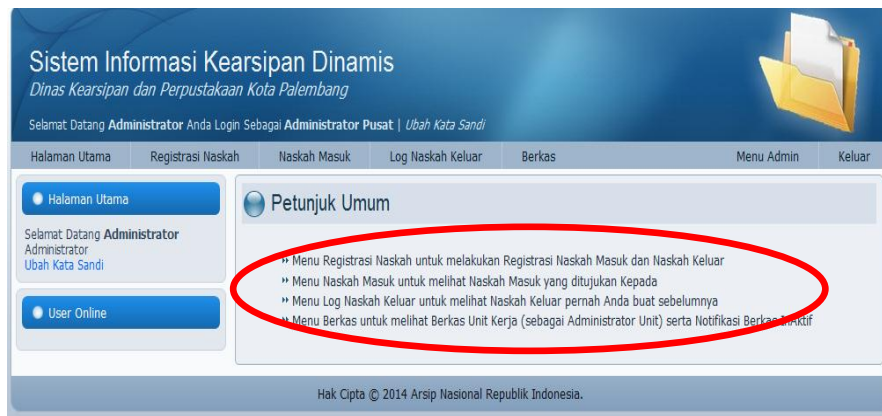 Sistem Informasi Kearsipan Dinamis
Dinas Kearsipan dan Perpustakaan Kota Palembang
Selamat Datang Administrator Anda Login Sebagai Administrator Pusat | Ubah Kata Sandi
Halaman Utama Registrasi Naskah Naskah Masuk Log Naskah Keluar Berkas Menu Admin Keluar
Halaman Utama
Selamat Datang Administrator
Administrator
Ubah Kata Sandi
User Online
Petunjuk Umum
Menu Registrasi Naskah untuk melakukan Registrasi Naskah Masuk dan Naskah Keluar
Menu Naskah Masuk untuk melihat Naskah Masuk yang ditujukan Kepada
Menu Log Naskah Keluar untuk melihat Naskah Keluar pernah Anda buat sebelumnya
Menu Berkas untuk melihat Berkas Unit Kerja (sebagai Administrator Unit) serta Notifikasi Berkas InAktif
Hak Cipta © 2014 Arsip Nasional Republik Indonesia.